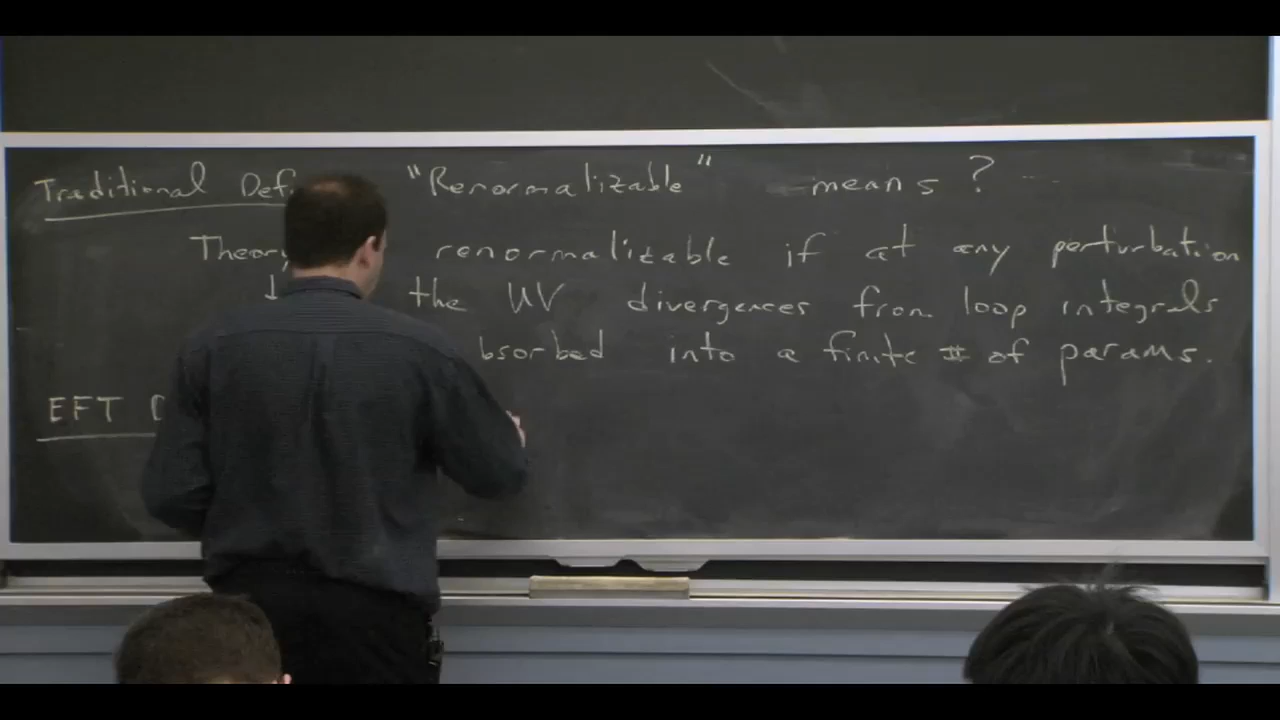 Traditional Def "Renormalizable" means ? ...
Theory renormalizable if at any perturbation
the UV divergences from loop integrals
bsorbed into a finite # of params.
EFT D